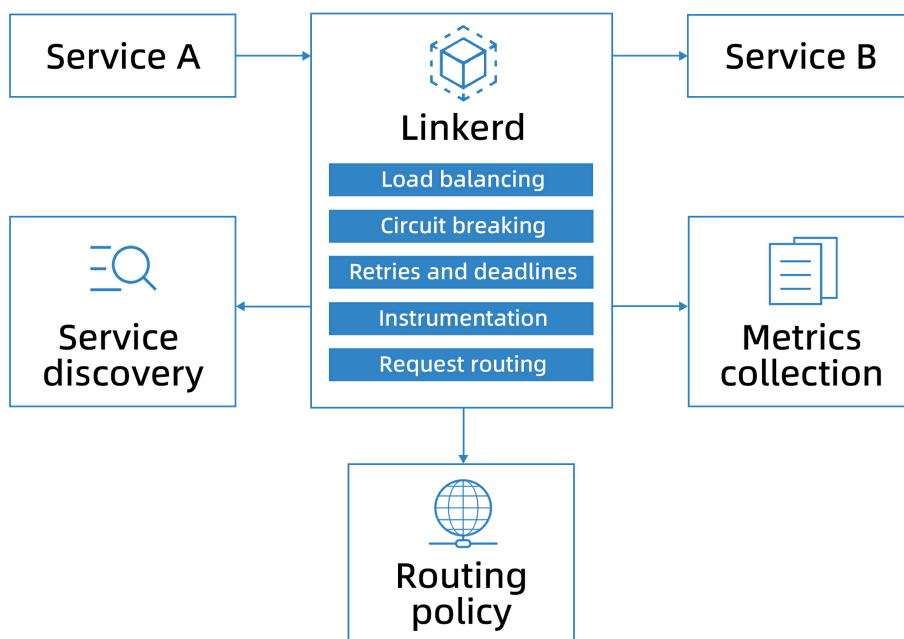 Service A
Linkerd
Service B
Load balancing
Circuit breaking
Retries and deadlines
Instrumentation
Request routing
Service
discovery
Metrics
collection
Routing
policy